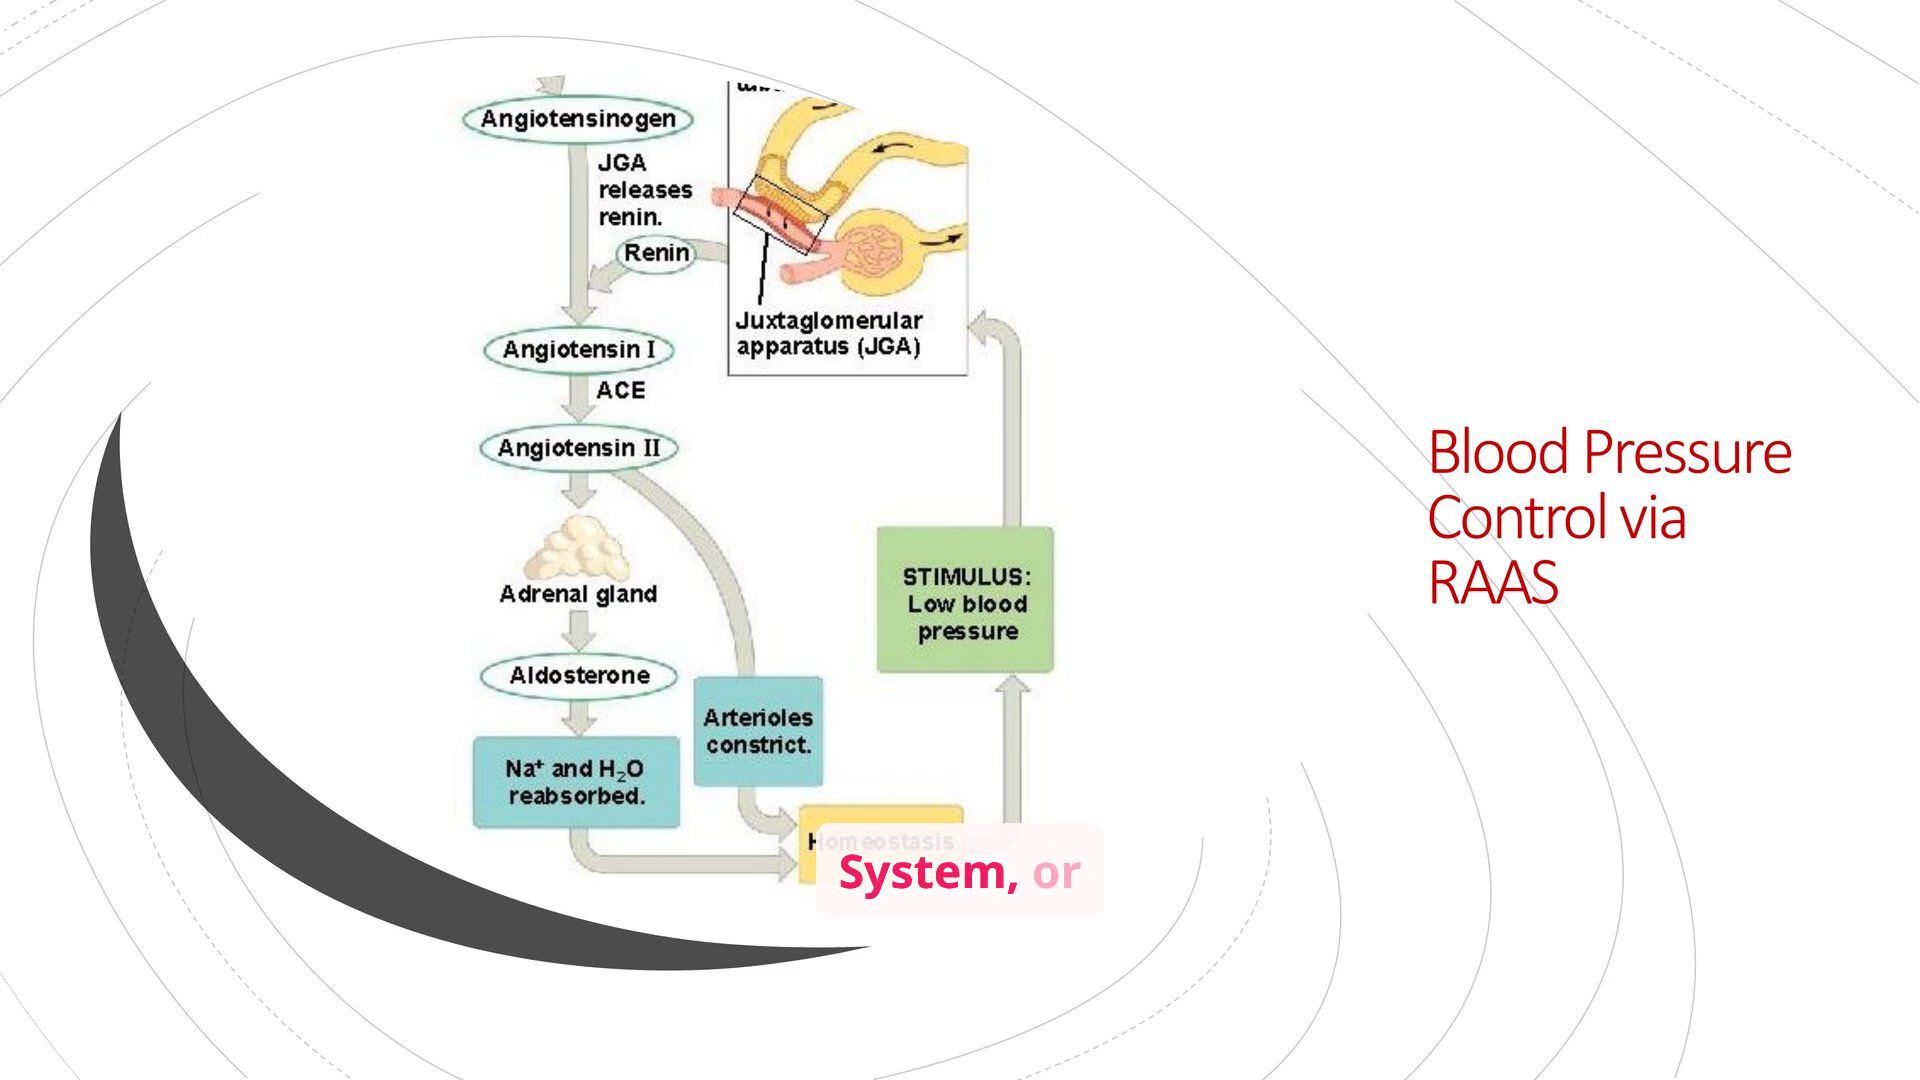 Angiotensinogen
JGA
releases
renin.
Renin
Juxtaglomerular
apparatus (JGA)
Angiotensin I
ACE
Angiotensin II
Adrenal gland
Aldosterone
Na⁺ and H₂O
reabsorbed.
Arterioles
constrict.
STIMULUS:
Low blood
pressure
Homeostasis
System, or
Blood Pressure
Control via
RAAS